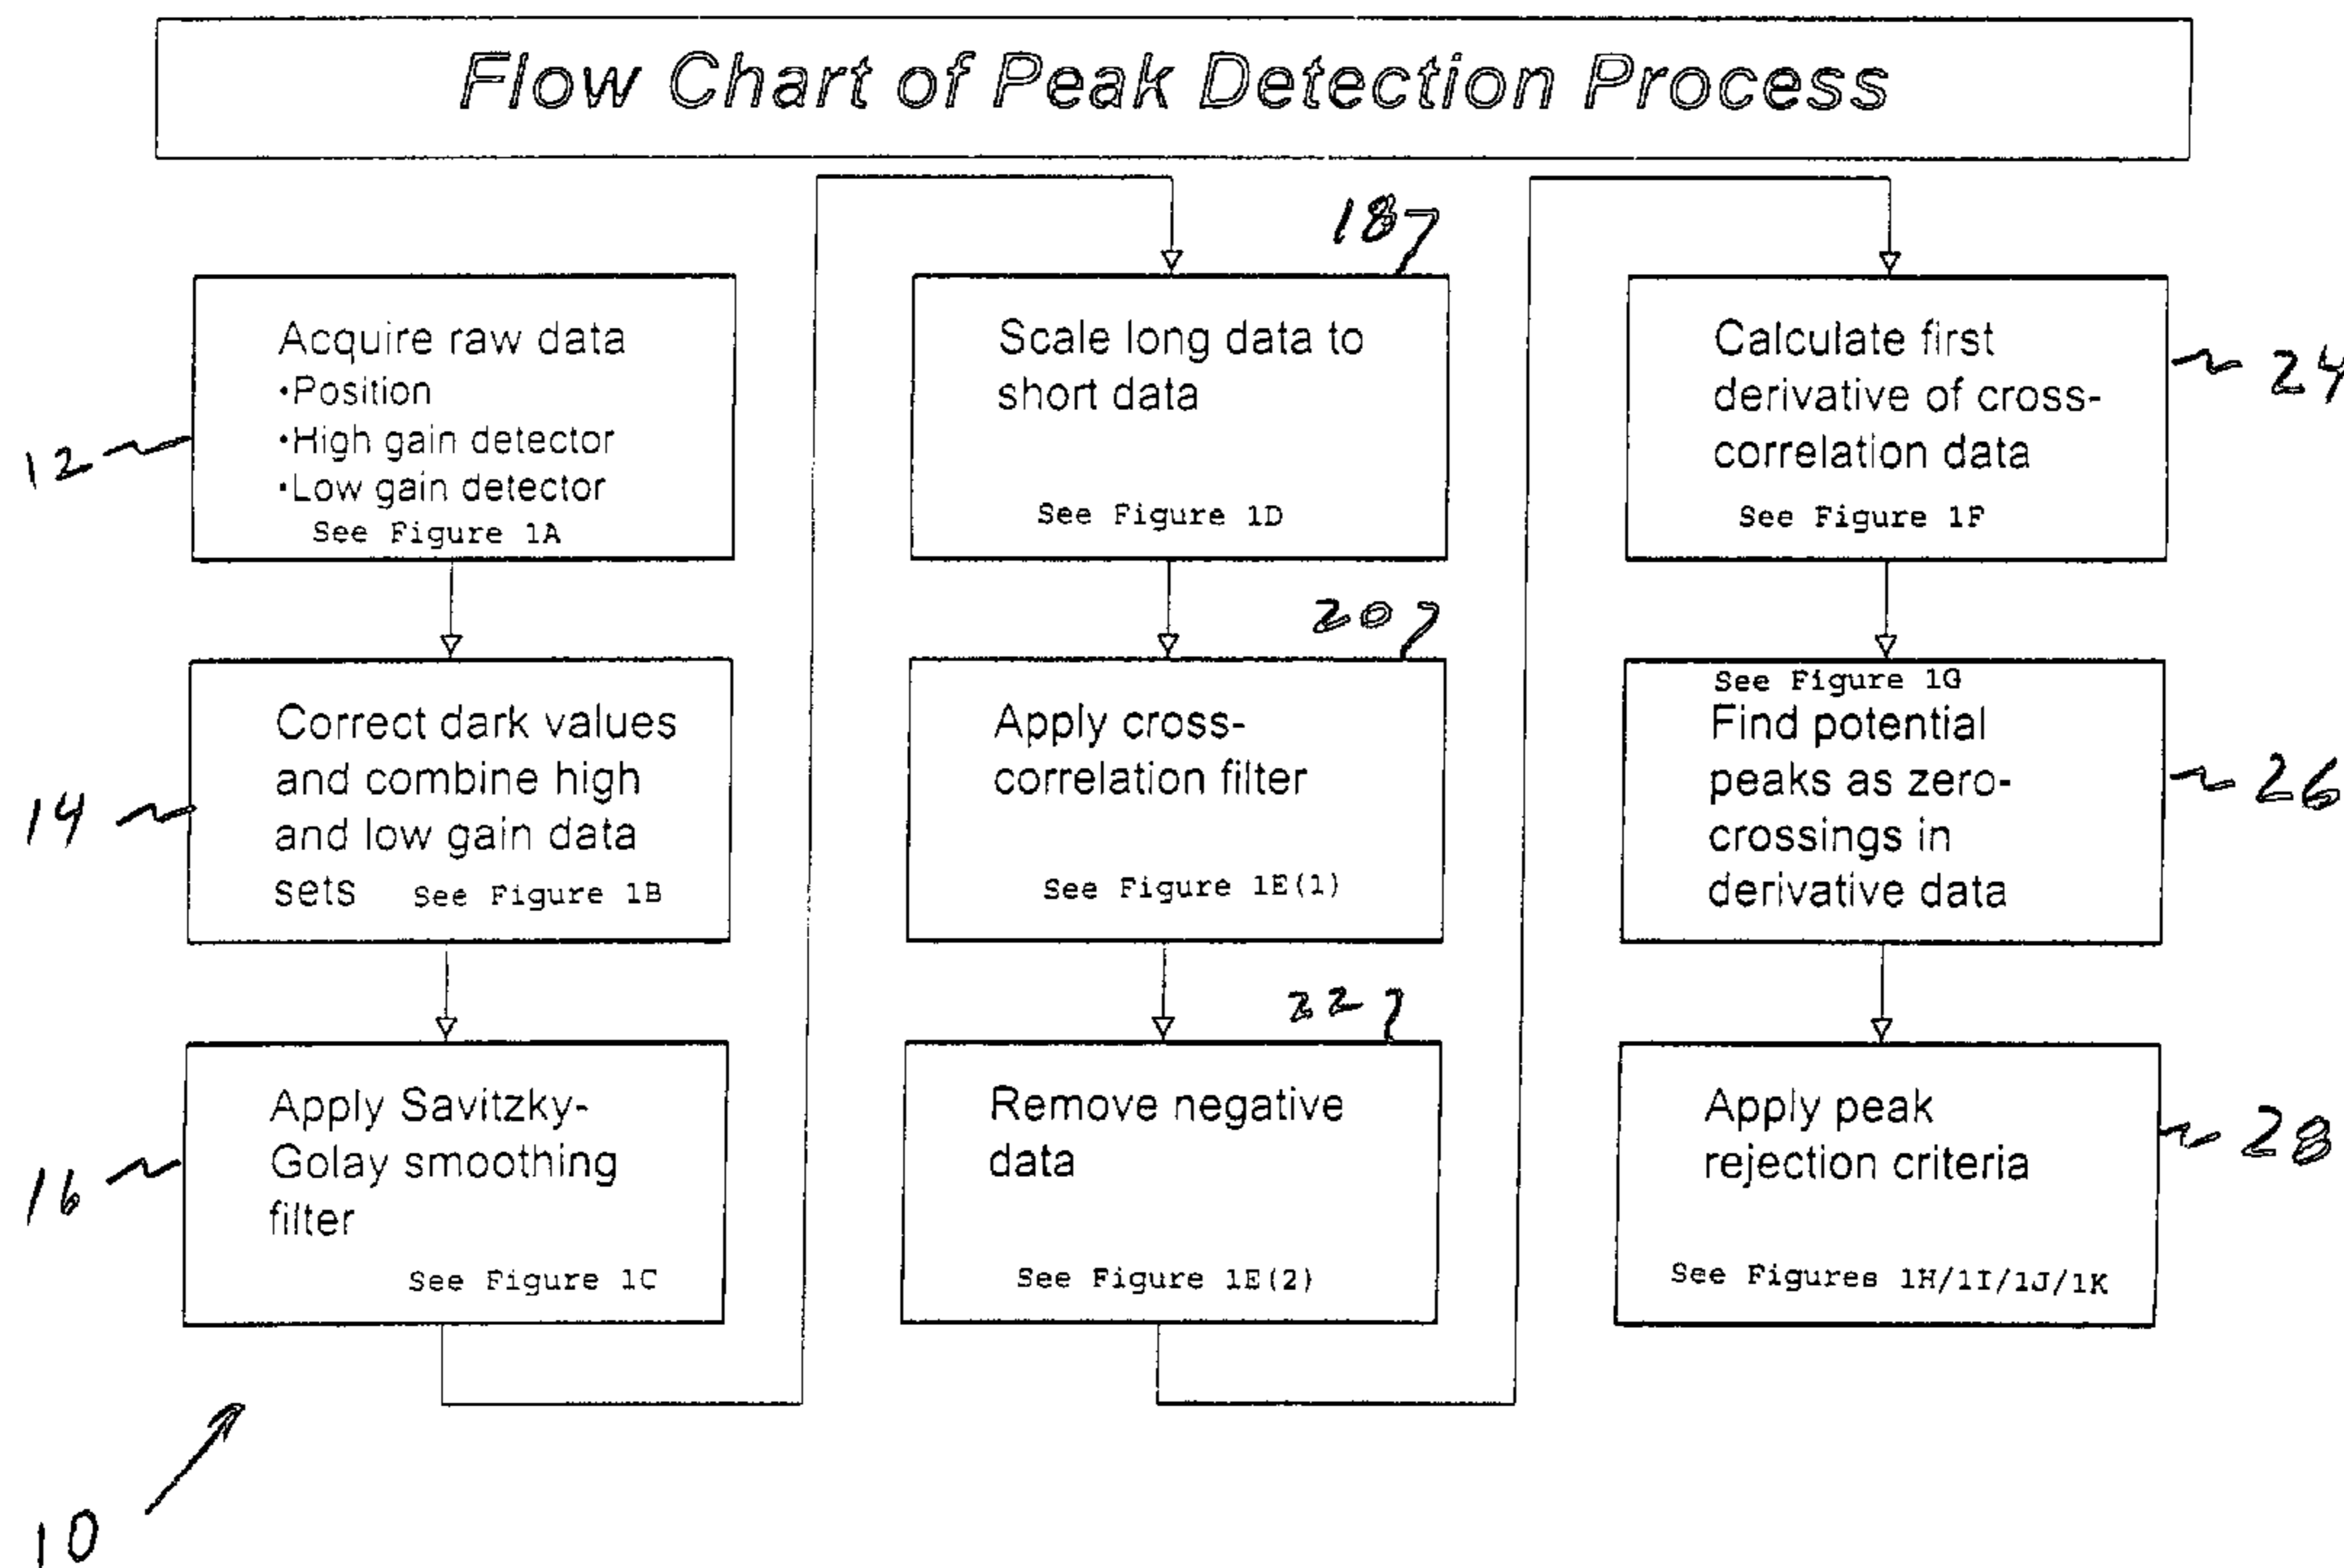 Flow Chart of Peak Detection Process
12
Acquire raw data
•Position
•High gain detector
•Low gain detector
See Figure 1A
14
Correct dark values
and combine high
and low gain data
sets See Figure 1B
16
Apply Savitzky-
Golay smoothing
filter
See Figure 1C
18
Scale long data to
short data
See Figure 1D
20
Apply cross-
correlation filter
See Figure 1E(1)
22
Remove negative
data
See Figure 1E(2)
24
Calculate first
derivative of cross-
correlation data
See Figure 1F
26
See Figure 1G
Find potential
peaks as zero-
crossings in
derivative data
28
Apply peak
rejection criteria
See Figures 1H/1I/1J/1K
10